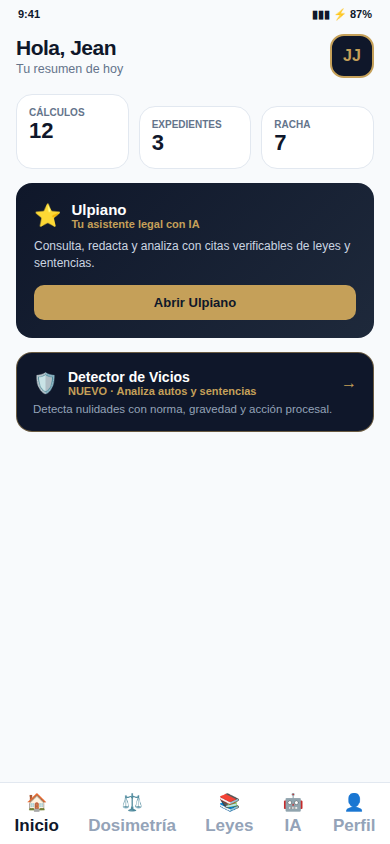 9:41 87%
Hola, Jean
Tu resumen de hoy
JJ
CÁLCULOS
12
EXPEDIENTES
3
RACHA
7
Ulpiano
Tu asistente legal con IA
Consulta, redacta y analiza con citas verificables de leyes y
sentencias.
Abrir Ulpiano
Detector de Vicios
NUEVO · Analiza autos y sentencias
→
Detecta nulidades con norma, gravedad y acción procesal.
Inicio Dosimetría Leyes IA Perfil